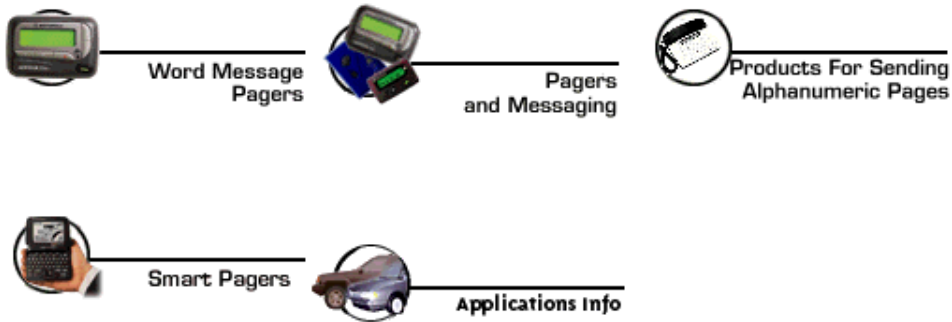 Word Message
Pagers
Pagers
and Messaging
Products For Sending
Alphanumeric Pages
Smart Pagers
Applications Info